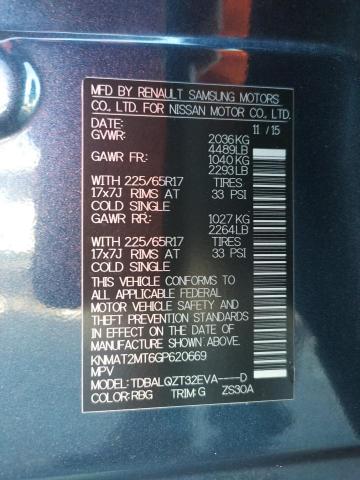 MFD BY RENAULT SAMSUNG MOTORS
CO., LTD. FOR NISSAN MOTOR CO., LTD.
DATE: 11 / 15
GVWR: 2036KG
4489LB
GAWR FR: 1040 KG
2293LB
WITH 225/65R17 TIRES
17x7J RIMS AT 33 PSI
COLD SINGLE
GAWR RR: 1027 KG
2264LB
WITH 225/65R17 TIRES
17x7J RIMS AT 33 PSI
COLD SINGLE
THIS VEHICLE CONFORMS TO
ALL APPLICABLE FEDERAL
MOTOR VEHICLE SAFETY AND
THEFT PREVENTION STANDARDS
IN EFFECT ON THE DATE OF
MANUFACTURE SHOWN ABOVE.
KNMAT2MT6GP620669
MPV
MODEL: TDBALQZT32EVA----D
COLOR: RBG TRIM: G ZS30A